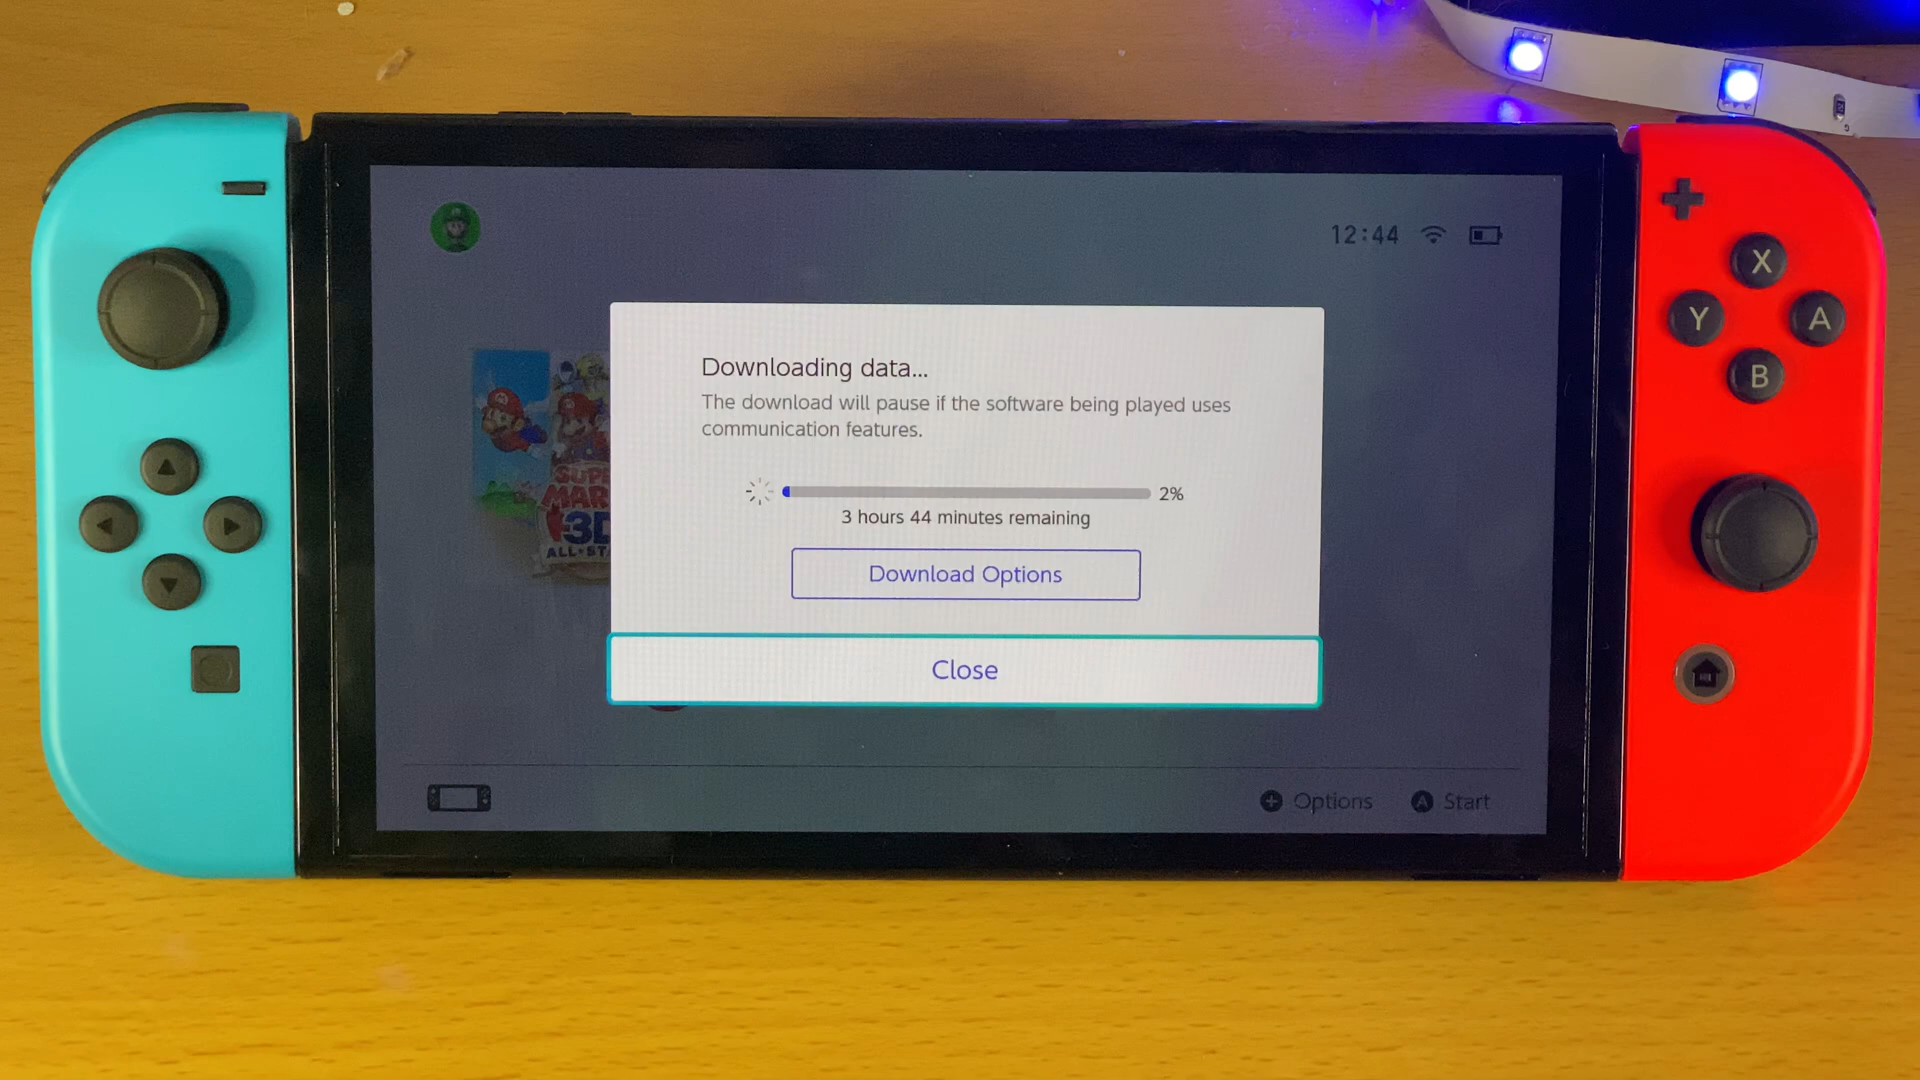 12:44
Downloading data...
The download will pause if the software being played uses
communication features.
2%
3 hours 44 minutes remaining
Download Options
Close
Options
A Start
X
Y
A
B
3D